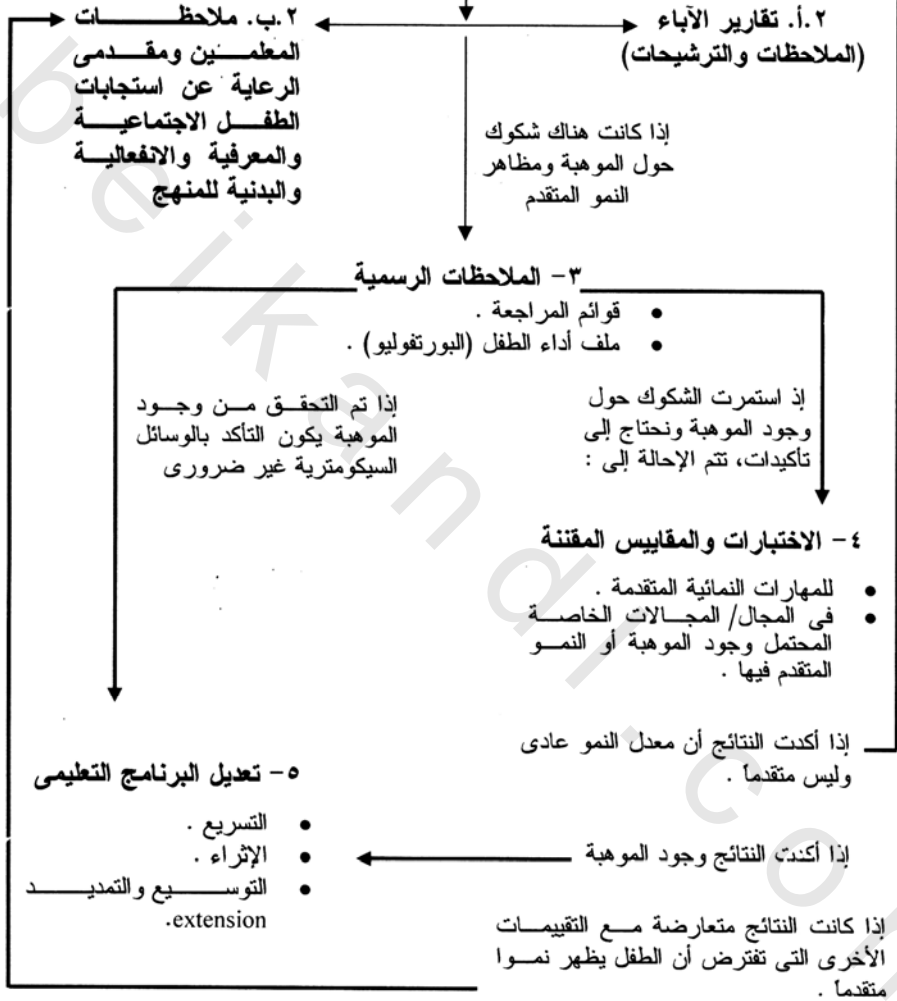 ٢.أ. تقارير الآباء
(الملاحظات والترشيحات)
٢.ب. ملاحظات
المعلمين ومقدمى
الرعاية عن استجابات
الطفل الاجتماعية
والمعرفية والانفعالية
والبدنية للمنهج
إذا كانت هناك شكوك
حول الموهبة ومظاهر
النمو المتقدم
٣- الملاحظات الرسمية
• قوائم المراجعة .
• ملف أداء الطفل (البورتفوليو) .
إذ استمرت الشكوك حول
وجود الموهبة ونحتاج إلى
تأكيدات، تتم الإحالة إلى :
إذا تم التحقق من وجود
الموهبة يكون التأكد بالوسائل
السيكومترية غير ضرورى
٤- الاختبارات والمقاييس المقننة
• للمهارات النمائية المتقدمة .
• فى المجال/ المجالات الخاصة
المحتمل وجود الموهبة أو النمو
المتقدم فيها .
إذا أكدت النتائج أن معدل النمو عادى
وليس متقدماً .
٥- تعديل البرنامج التعليمى
• التسريع .
• الإثراء .
• التوسيع والتمديد
extension.
إذا أكدت النتائج وجود الموهبة
إذا كانت النتائج متعارضة مع التقييمات
الأخرى التى تفترض أن الطفل يظهر نموا
متقدماً .
beikandl.com